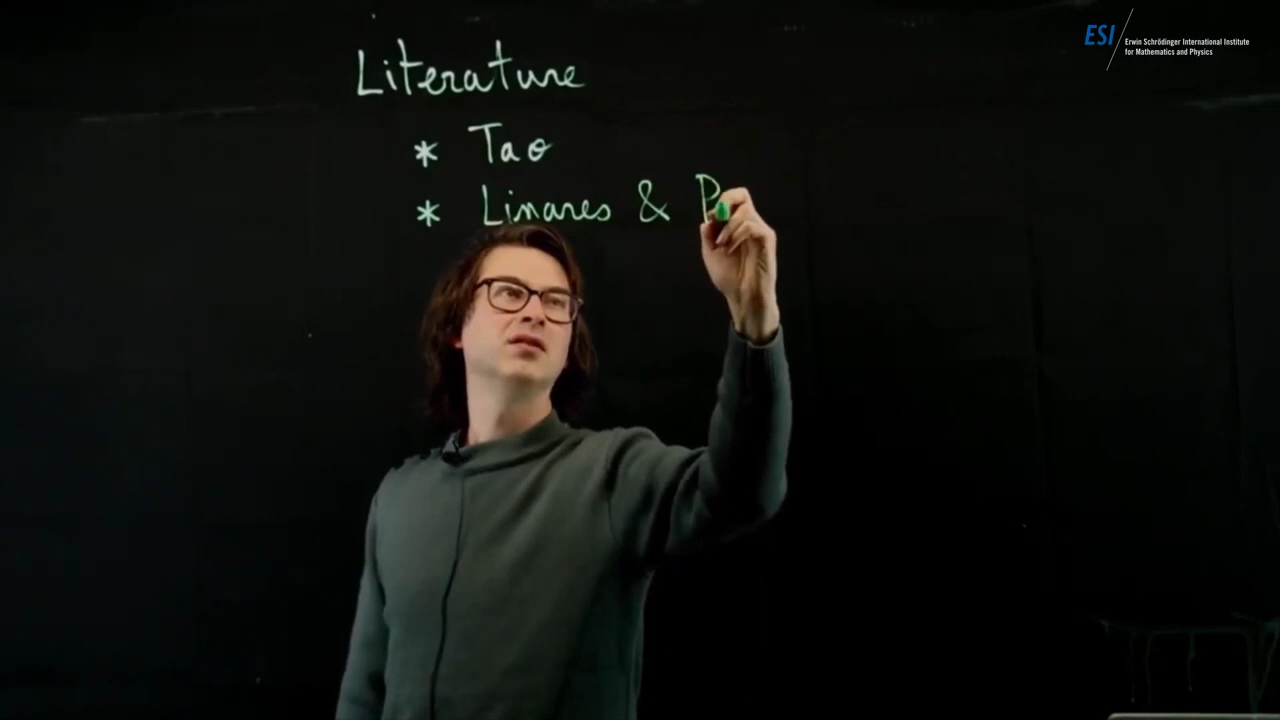 Literature
* Tao
* Linares & P
ESI
Erwin Schrödinger International Institute
for Mathematics and Physics